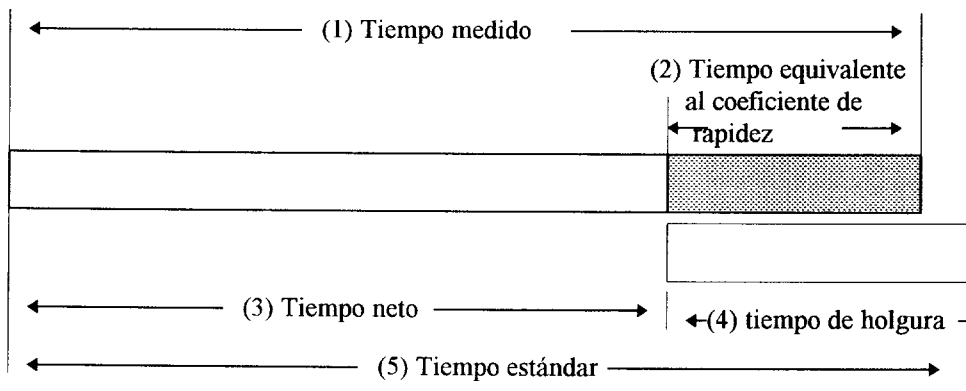 (1) Tiempo medido
(2) Tiempo equivalente
al coeficiente de
rapidez
(3) Tiempo neto
(4) tiempo de holgura
(5) Tiempo estándar